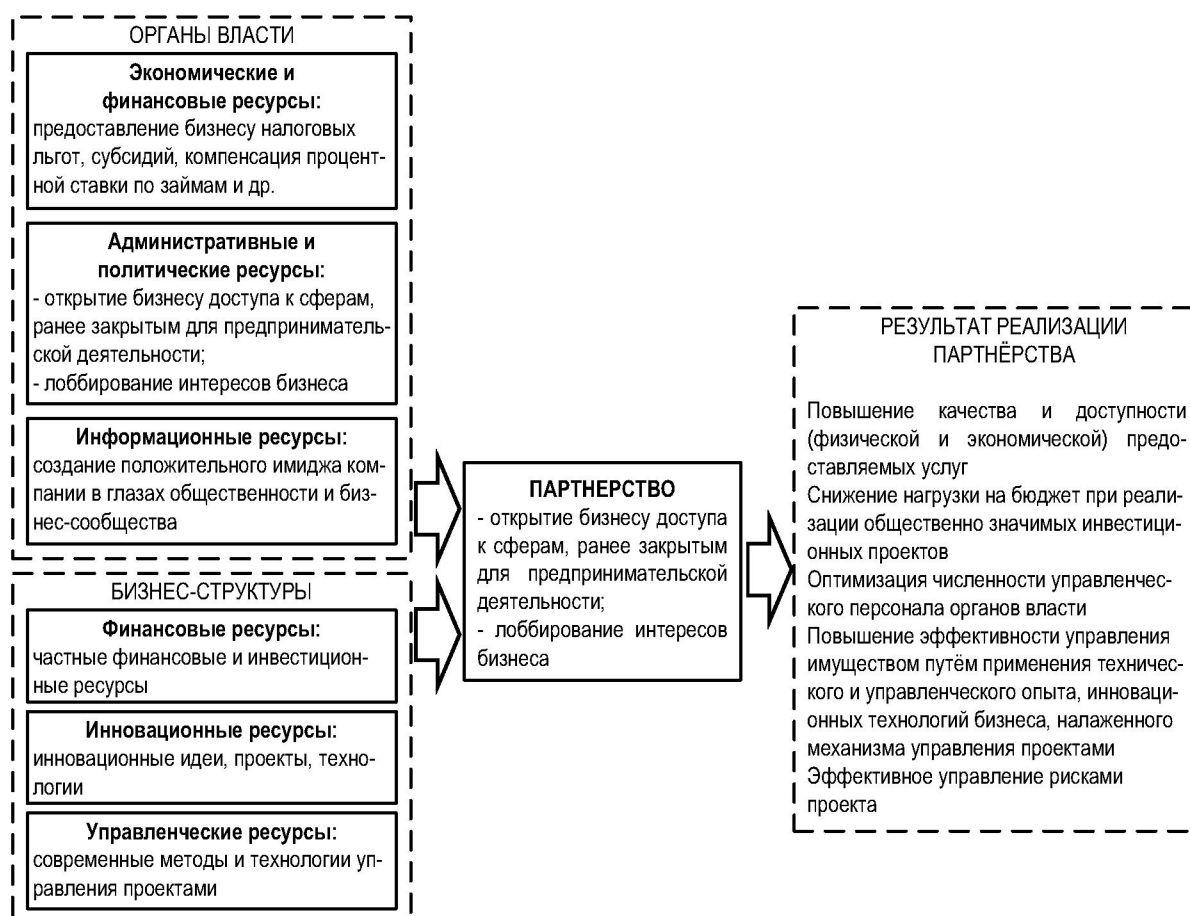 ОРГАНЫ ВЛАСТИ
Экономические и
финансовые ресурсы:
предоставление бизнесу налоговых
льгот, субсидий, компенсация процент-
ной ставки по займам и др.
Административные и
политические ресурсы:
- открытие бизнесу доступа к сферам,
ранее закрытым для предприниматель-
ской деятельности;
- лоббирование интересов бизнеса
Информационные ресурсы:
создание положительного имиджа ком-
пании в глазах общественности и биз-
нес-сообщества
БИЗНЕС-СТРУКТУРЫ
Финансовые ресурсы:
частные финансовые и инвестицион-
ные ресурсы
Инновационные ресурсы:
инновационные идеи, проекты, техно-
логии
Управленческие ресурсы:
современные методы и технологии уп-
равления проектами
ПАРТНЕРСТВО
- открытие бизнесу доступа
к сферам, ранее закрытым
для предпринимательской
деятельности;
- лоббирование интересов
бизнеса
РЕЗУЛЬТАТ РЕАЛИЗАЦИИ
ПАРТНЁРСТВА
Повышение качества и доступности
(физической и экономической) предо-
ставляемых услуг
Снижение нагрузки на бюджет при реали-
зации общественно значимых инвестици-
онных проектов
Оптимизация численности управленчес-
кого персонала органов власти
Повышение эффективности управления
имуществом путём применения техничес-
кого и управленческого опыта, инноваци-
онных технологий бизнеса, налаженного
механизма управления проектами
Эффективное управление рисками
проекта